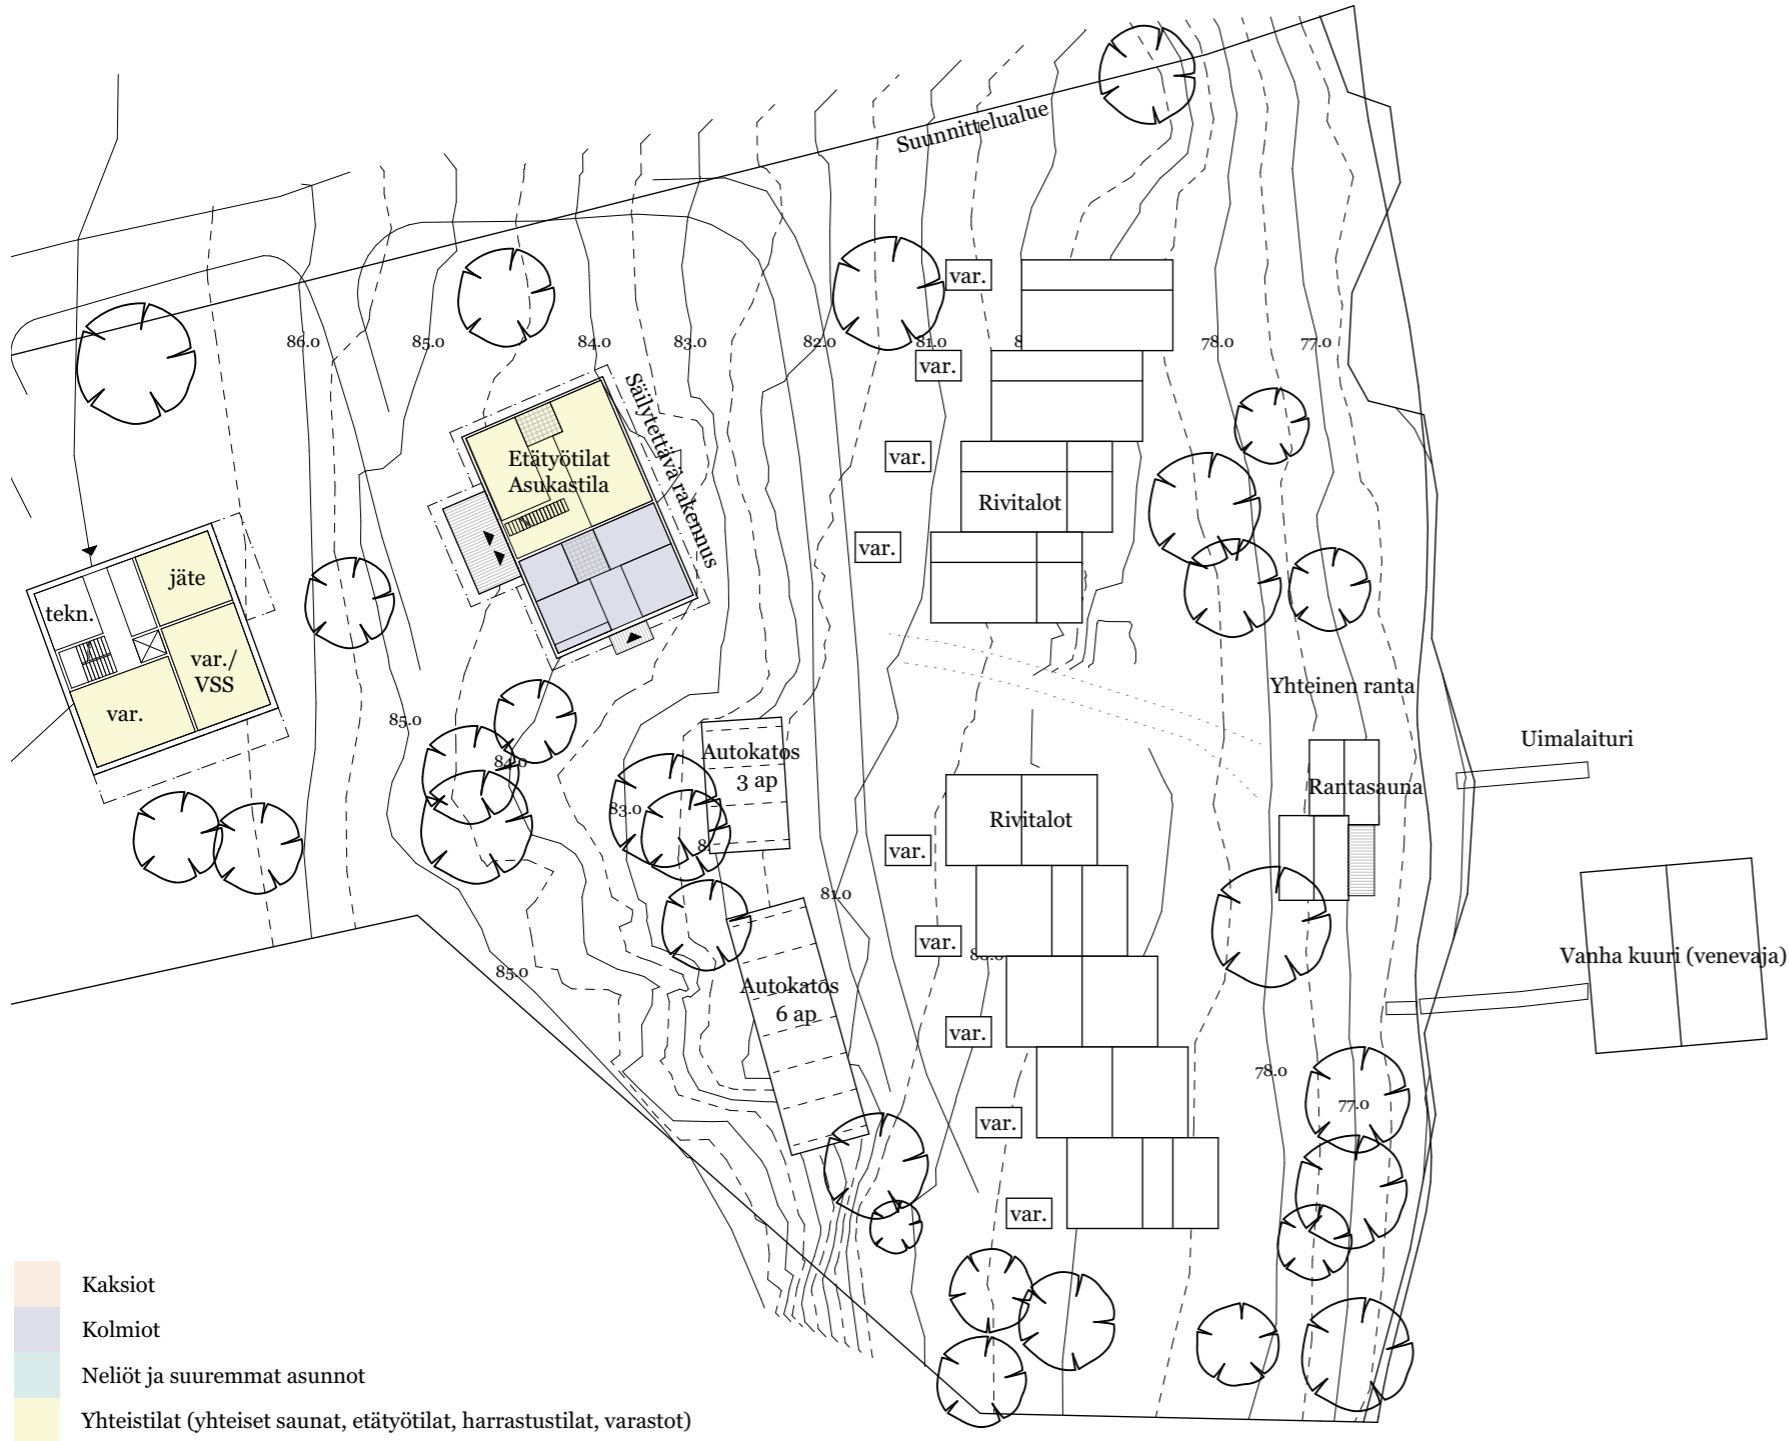 Suunnittelualue
var.
86.0
85.0
84.0
83.0
82.0
81.0
78.0
77.0
var.
Säilytettävä rakennus
Etätyötilat
Asukastila
var.
Rivitalot
var.
jäte
tekn.
var./
VSS
var.
85.0
84.0
Yhteinen ranta
Autokatos
3 ap
83.0
Uimalaituri
Rantasauna
Rivitalot
var.
81.0
var.
Vanha kuuri (venevaja)
85.0
Autokatos
6 ap
var.
78.0
77.0
var.
var.
Kaksiot
Kolmiot
Neliöt ja suuremmat asunnot
Yhteistilat (yhteiset saunat, etätyötilat, harrastustilat, varastot)